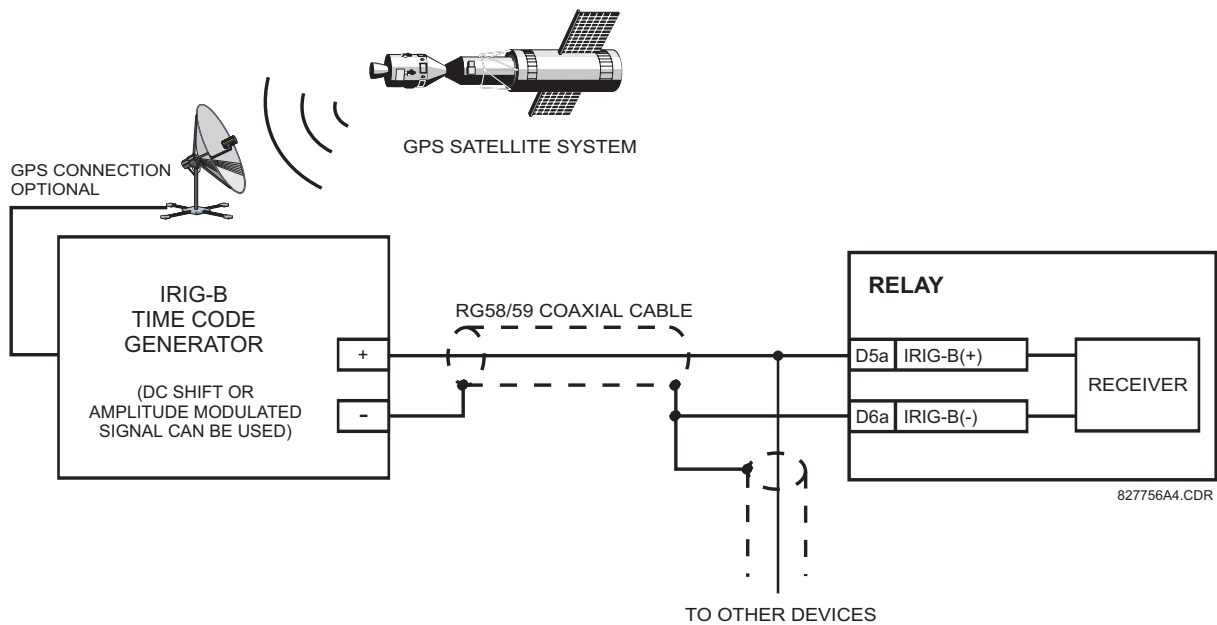 GPS SATELLITE SYSTEM
GPS CONNECTION
OPTIONAL
IRIG-B
TIME CODE
GENERATOR
(DC SHIFT OR
AMPLITUDE MODULATED
SIGNAL CAN BE USED)
+
-
RG58/59 COAXIAL CABLE
RELAY
D5a IRIG-B(+)
D6a IRIG-B(-)
RECEIVER
827756A4.CDR
TO OTHER DEVICES